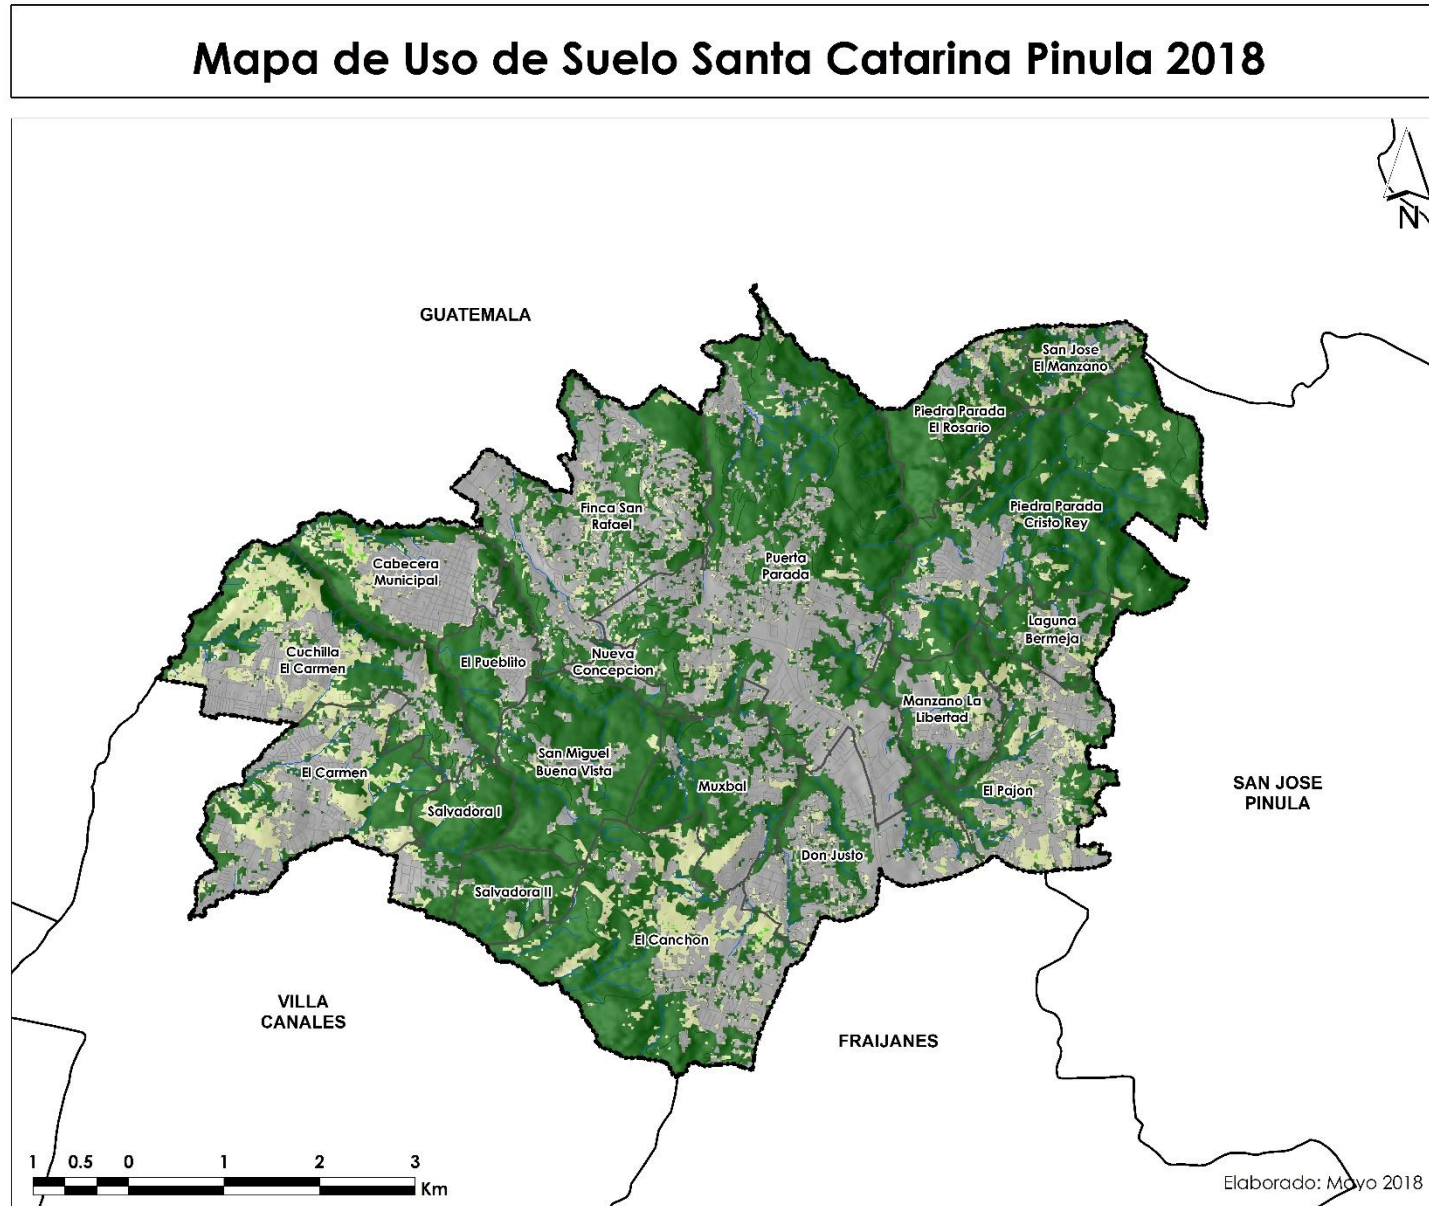 Mapa de Uso de Suelo Santa Catarina Pinula 2018
N
GUATEMALA
San Jose
El Manzano
Piedra Parada
El Rosario
Finca San
Rafael
Piedra Parada
Cristo Rey
Cabecera
Municipal
Puerta
Parada
Laguna
Bermeja
Cuchilla
El Carmen
El Pueblito
Nueva
Concepcion
Manzano La
Libertad
San Miguel
Buena Vista
El Carmen
Muxbal
El Pajon
SAN JOSE
PINULA
Salvadora I
Don Justo
Salvadora II
El Canchon
VILLA
CANALES
FRAIJANES
1 0.5 0 1 2 3
Km
Elaborado: Mayo 2018